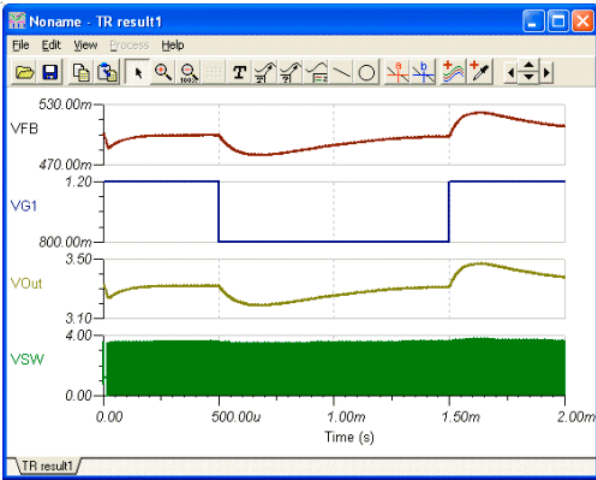 Noname - TR result1
File Edit View Process Help
100%
T
a
b
VFB
530.00m
470.00m
VG1
1.20
800.00m
VOut
3.50
3.10
VSW
4.00
0.00
0.00 500.00u 1.00m 1.50m 2.00m
Time (s)
TR result1